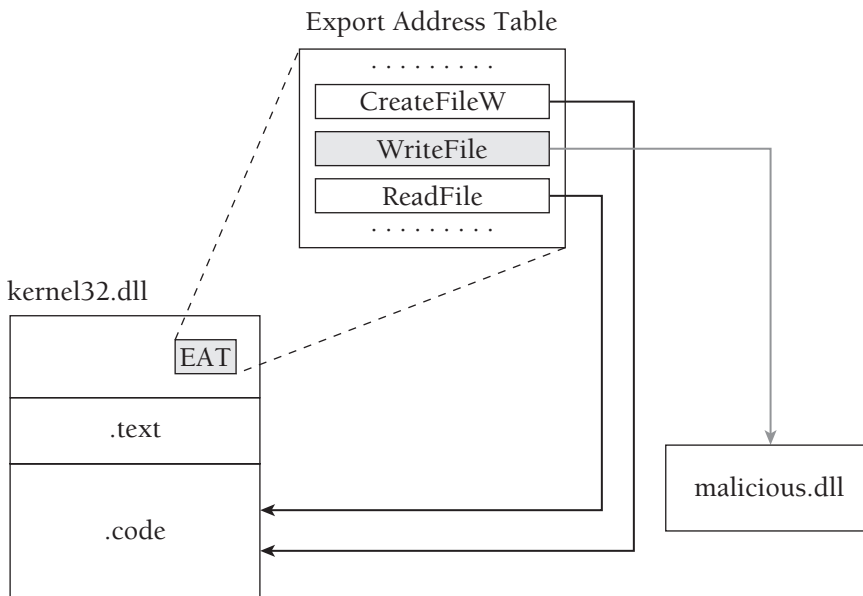 Export Address Table
. . . . . . . . .
CreateFileW
WriteFile
ReadFile
. . . . . . . . .
kernel32.dll
EAT
.text
.code
malicious.dll